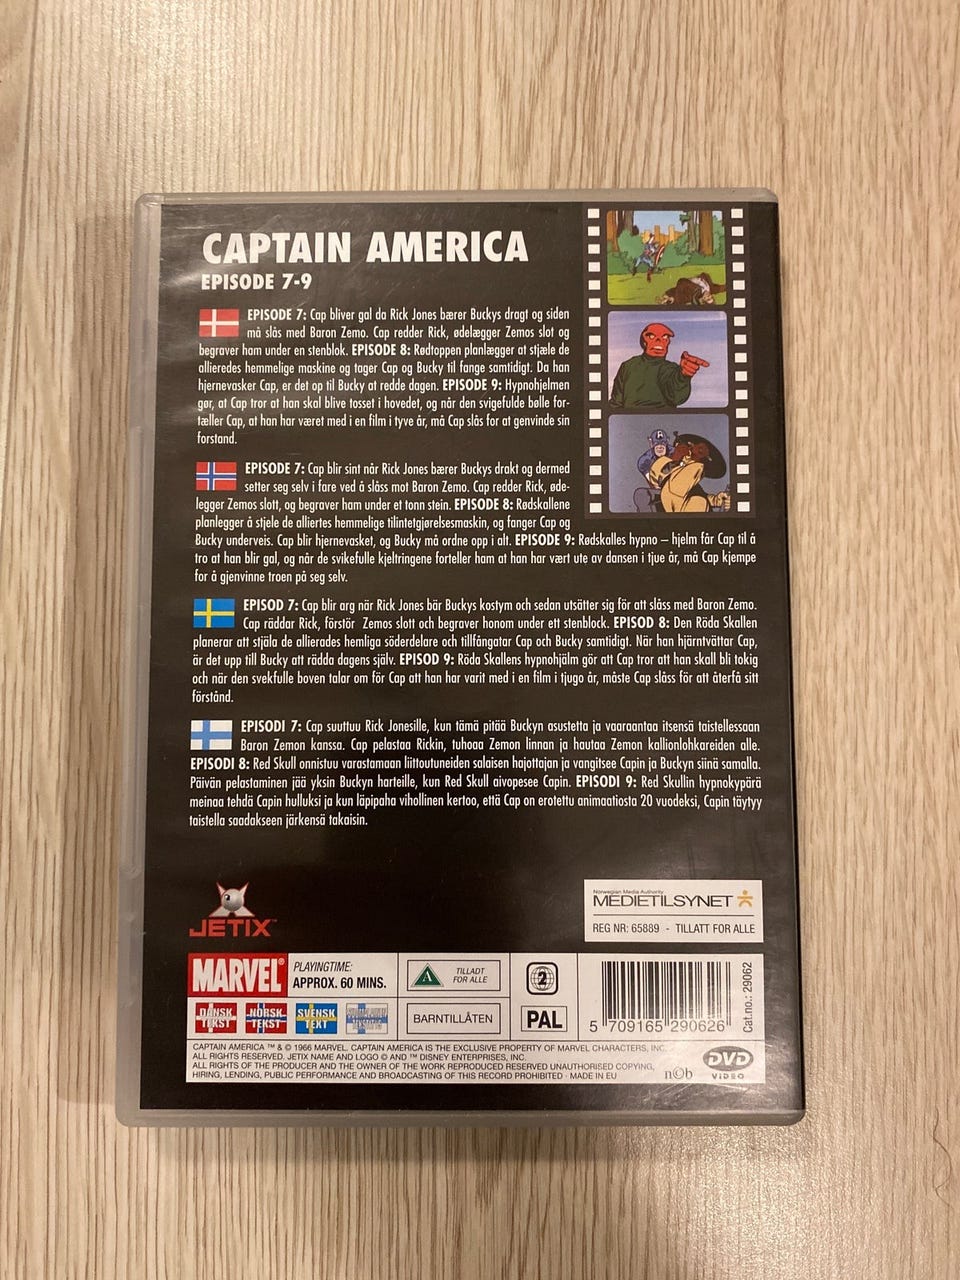 CAPTAIN AMERICA
EPISODE 7-9
EPISODE 7: Cap bliver gal da Rick Jones bærer Buckys dragt og siden
må slås med Baron Zemo. Cap redder Rick, ødelægger Zemos slot og
begraver ham under en stenblok. EPISODE 8: Rødtoppen planlægger at stjæle de
allieredes hemmelige maskine og tager Cap og Bucky til fange samtidigt. Da han
hjernevasker Cap, er det op til Bucky at redde dagen. EPISODE 9: Hypnohjelmen
gør, at Cap tror at han skal blive tosset i hovedet, og når den svigefulde bølle for-
tæller Cap, at han har været med i en film i tyve år, må Cap slås for at genvinde sin
forstand.
EPISODE 7: Cap blir sint når Rick Jones bærer Buckys drakt og dermed
setter seg selv i fare ved å slåss mot Baron Zemo. Cap redder Rick, øde-
legger Zemos slott, og begraver ham under et tonn stein. EPISODE 8: Rødskallene
planlegger å stjele de alliertes hemmelige tilintetgjørelsesmaskin, og fanger Cap og
Bucky underveis. Cap blir hjernevasket, og Bucky må ordne opp i alt. EPISODE 9: Rødskalles hypno – hjelm får Cap til å
tro at han blir gal, og når de svikefulle kjeltringene forteller ham at han har vært ute av dansen i tjue år, må Cap kjempe
for å gjenvinne troen på seg selv.
EPISOD 7: Cap blir arg när Rick Jones bär Buckys kostym och sedan utsätter sig för att slåss med Baron Zemo.
Cap räddar Rick, förstör Zemos slott och begraver honom under ett stenblock. EPISOD 8: Den Röda Skallen
planerar att stjäla de allierades hemliga söderdelare och tillfångatar Cap och Bucky samtidigt. När han hjärntvättar Cap,
är det upp till Bucky att rädda dagens själv. EPISOD 9: Röda Skallens hypnohjälm gör att Cap tror att han skall bli tokig
och när den svekfulle boven talar om för Cap att han har varit med i en film i tjugo år, måste Cap slåss för att återfå sitt
förstånd.
EPISODI 7: Cap suuttuu Rick Jonesille, kun tämä pitää Buckyn asustetta ja vaaraantaa itsensä taistellessaan
Baron Zemon kanssa. Cap pelastaa Rickin, tuhoaa Zemon linnan ja hautaa Zemon kallionlohkareiden alle.
EPISODI 8: Red Skull onnistuu varastamaan liittoutuneiden salaisen hajottajan ja vangitsee Capin ja Buckyn siinä samalla.
Päivän pelastaminen jää yksin Buckyn harteille, kun Red Skull aivopesee Capin. EPISODI 9: Red Skullin hypnokypärä
meinaa tehdä Capin hulluksi ja kun läpipaha vihollinen kertoo, että Cap on erotettu animaatiosta 20 vuodeksi, Capin täytyy
taistella saadakseen järkensä takaisin.
JETIX™
Norwegian Media Authority
MEDIETILSYNET
REG NR: 65889 - TILLATT FOR ALLE
MARVEL®
PLAYINGTIME:
APPROX. 60 MINS.
A TILLADT
FOR ALLE
2
DANSK
TEKST
NORSK
TEKST
SVENSK
TEXT
BARNTILLÅTEN
PAL
5 709165 290626
Cat.no.: 29062
CAPTAIN AMERICA ™ & © 1966 MARVEL. CAPTAIN AMERICA IS THE EXCLUSIVE PROPERTY OF MARVEL CHARACTERS, INC.
ALL RIGHTS RESERVED. JETIX NAME AND LOGO © AND ™ DISNEY ENTERPRISES, INC.
ALL RIGHTS OF THE PRODUCER AND THE OWNER OF THE WORK REPRODUCED RESERVED UNAUTHORISED COPYING,
HIRING, LENDING, PUBLIC PERFORMANCE AND BROADCASTING OF THIS RECORD PROHIBITED - MADE IN EU
n©b
DVD
VIDEO